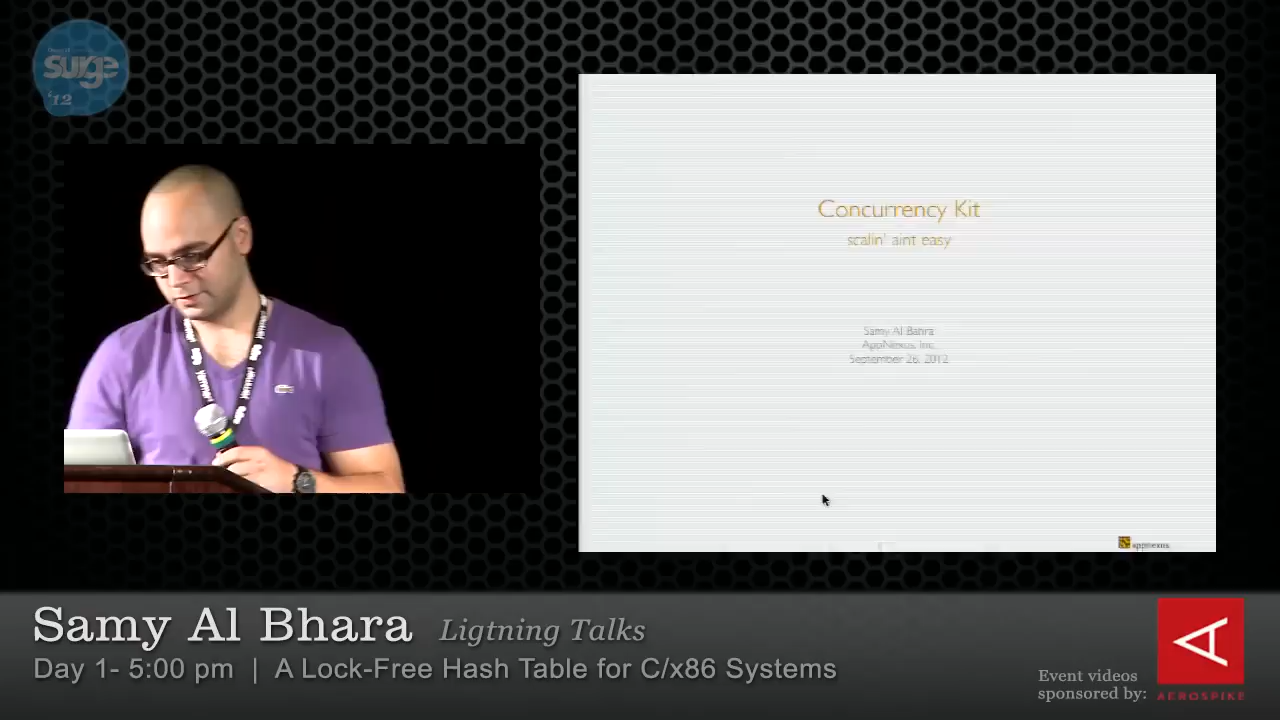 surge
'12
Concurrency Kit
scalin' aint easy
Samy Al Bahra
AppNexus, Inc.
September 26, 2012
appnexus
Samy Al Bhara
Ligtning Talks
Day 1- 5:00 pm | A Lock-Free Hash Table for C/x86 Systems
Event videos
sponsored by:
AEROSPIKE